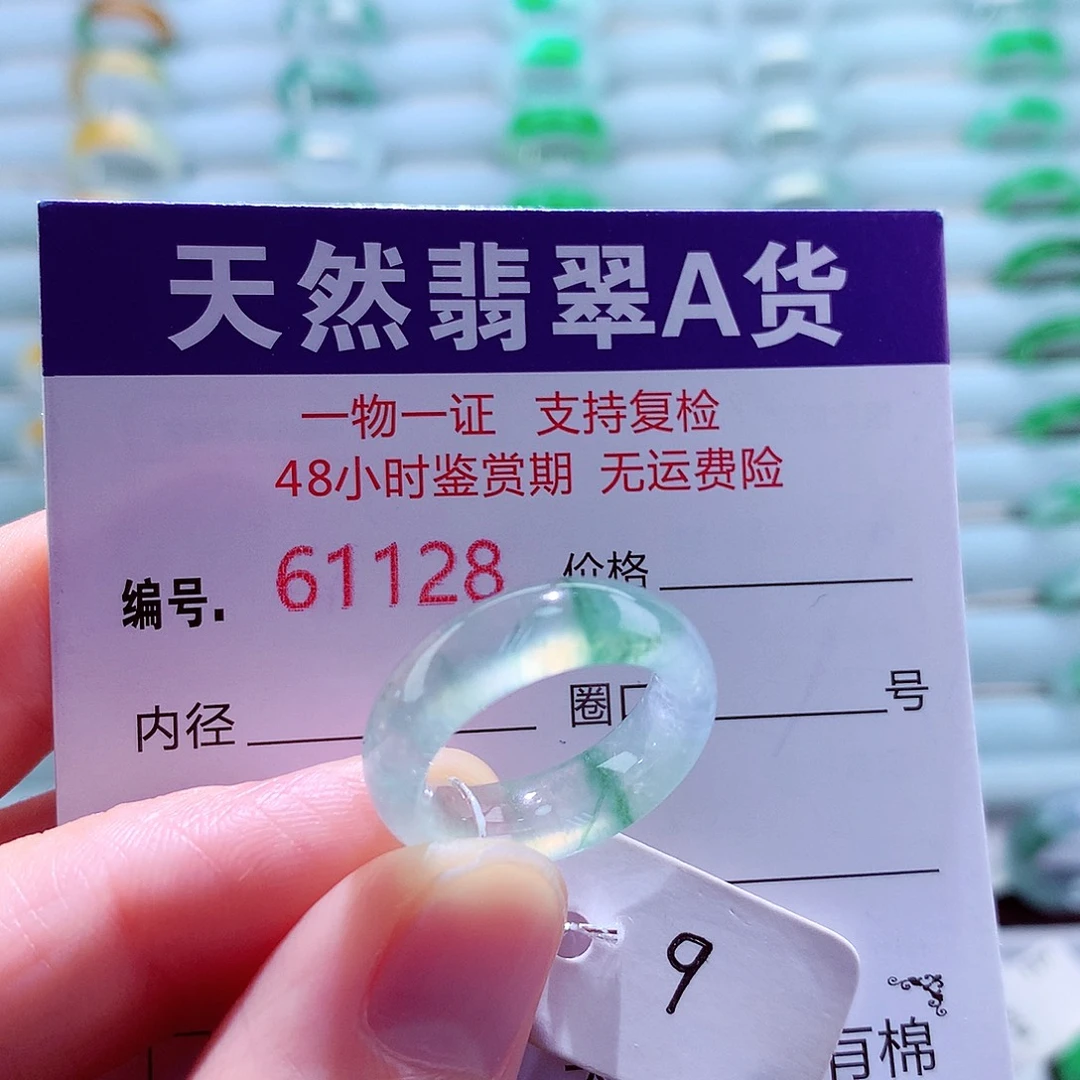 天然翡翠A货
一物一证 支持复检
48小时鉴赏期 无运费险
编号. 61128 价格
内径 圈口 号
9
有棉